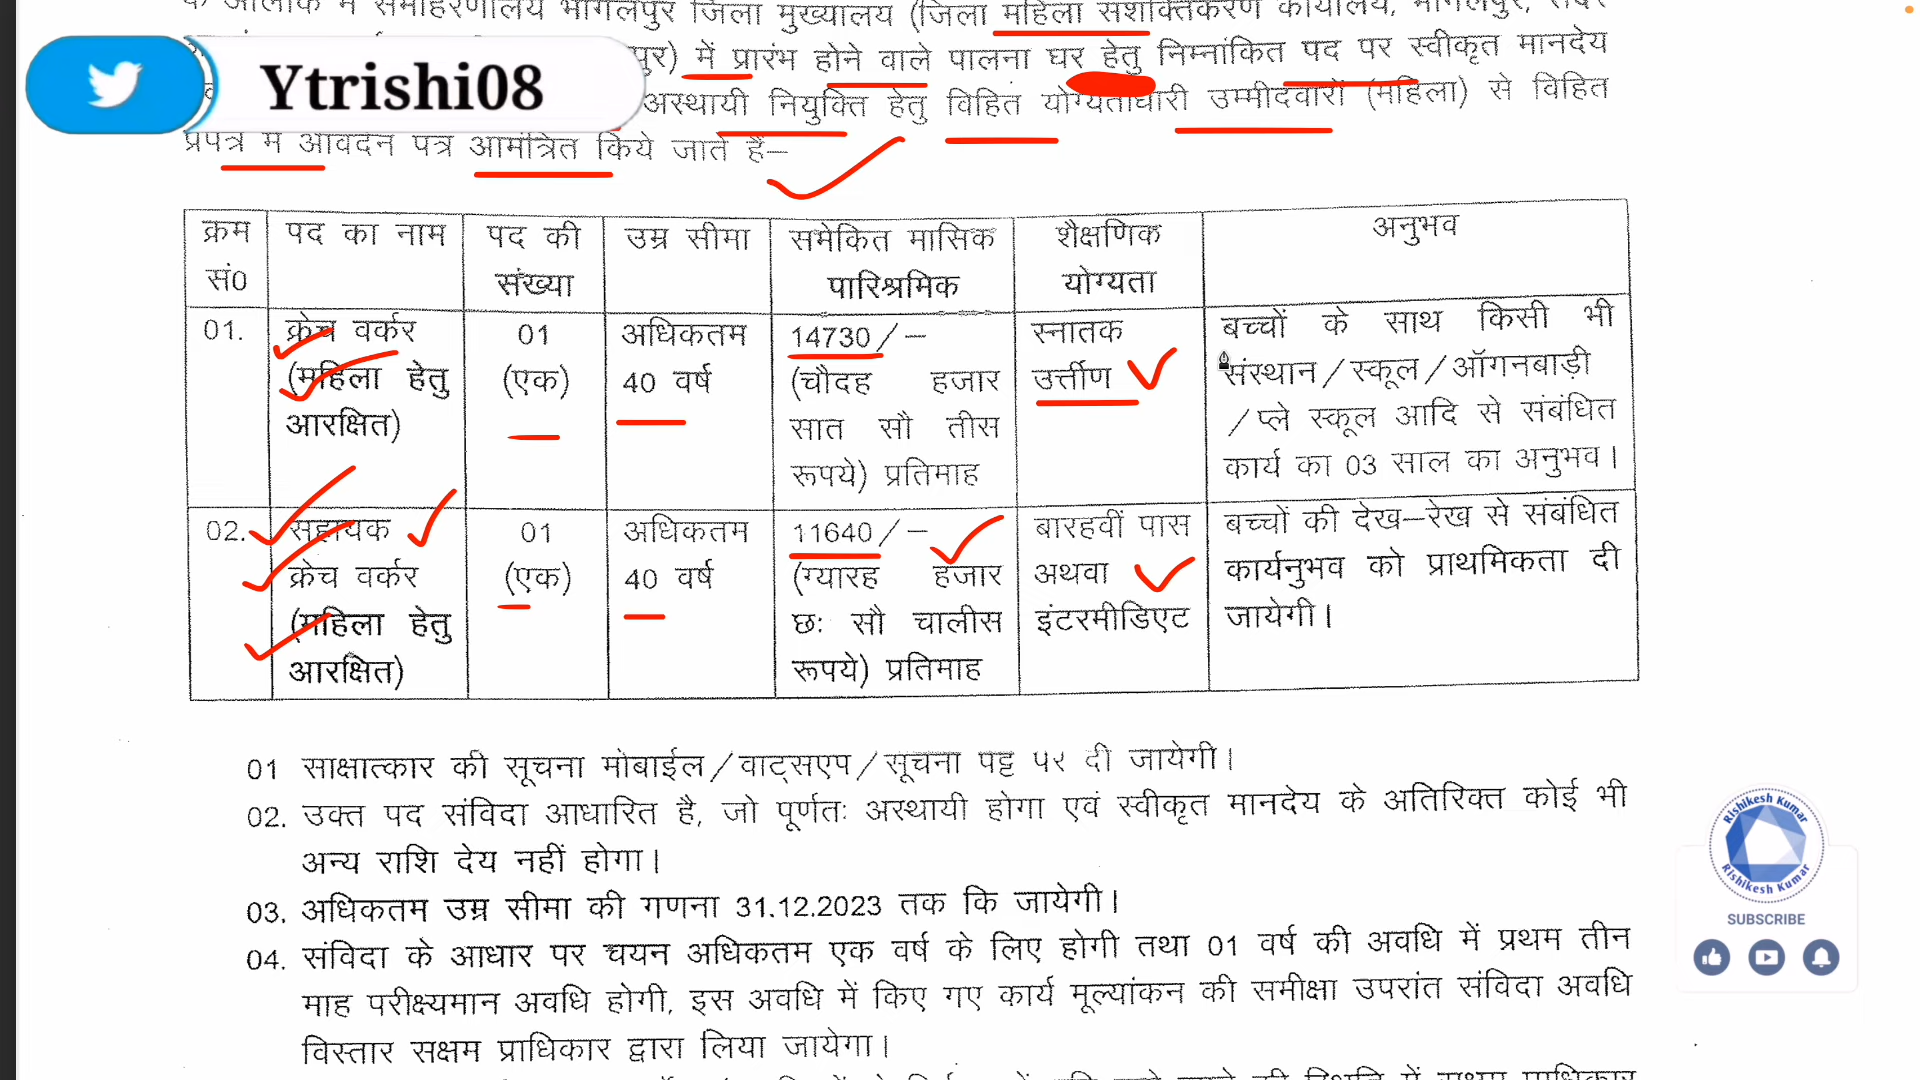 के आलोक में समाहरणालय भागलपुर जिला मुख्यालय (जिला महिला सशक्तिकरण कार्यालय, भागलपुर, सदर
पुर) में प्रारंभ होने वाले पालना घर हेतु निम्नांकित पद पर स्वीकृत मानदेय
Ytrishi08
अस्थायी नियुक्ति हेतु विहित योग्यताधारी उम्मीदवारों (महिला) से विहित
प्रपत्र में आवेदन पत्र आमंत्रित किये जाते हैं–
क्रम सं0
पद का नाम
पद की संख्या
उम्र सीमा
समेकित मासिक पारिश्रमिक
शैक्षणिक योग्यता
अनुभव
01.
क्रेच वर्कर
(महिला हेतु
आरक्षित)
01
(एक)
अधिकतम
40 वर्ष
14730/–
(चौदह हजार
सात सौ तीस
रूपये) प्रतिमाह
स्नातक
उर्त्तीण
बच्चों के साथ किसी भी
संस्थान/स्कूल/ऑगनबाड़ी
/प्ले स्कूल आदि से संबंधित
कार्य का 03 साल का अनुभव।
02.
सहायक
क्रेच वर्कर
(महिला हेतु
आरक्षित)
01
(एक)
अधिकतम
40 वर्ष
11640/–
(ग्यारह हजार
छः सौ चालीस
रूपये) प्रतिमाह
बारहवीं पास
अथवा
इंटरमीडिएट
बच्चों की देख–रेख से संबंधित
कार्यनुभव को प्राथमिकता दी
जायेगी।
01 साक्षात्कार की सूचना मोबाईल/वाट्सएप/सूचना पट्ट पर दी जायेगी।
02. उक्त पद संविदा आधारित है, जो पूर्णतः अस्थायी होगा एवं स्वीकृत मानदेय के अतिरिक्त कोई भी
अन्य राशि देय नहीं होगा।
03. अधिकतम उम्र सीमा की गणना 31.12.2023 तक कि जायेगी।
04. संविदा के आधार पर चयन अधिकतम एक वर्ष के लिए होगी तथा 01 वर्ष की अवधि में प्रथम तीन
माह परीक्ष्यमान अवधि होगी, इस अवधि में किए गए कार्य मूल्यांकन की समीक्षा उपरांत संविदा अवधि
विस्तार सक्षम प्राधिकार द्वारा लिया जायेगा।
Rishikesh Kumar
Rishikesh Kumar
SUBSCRIBE